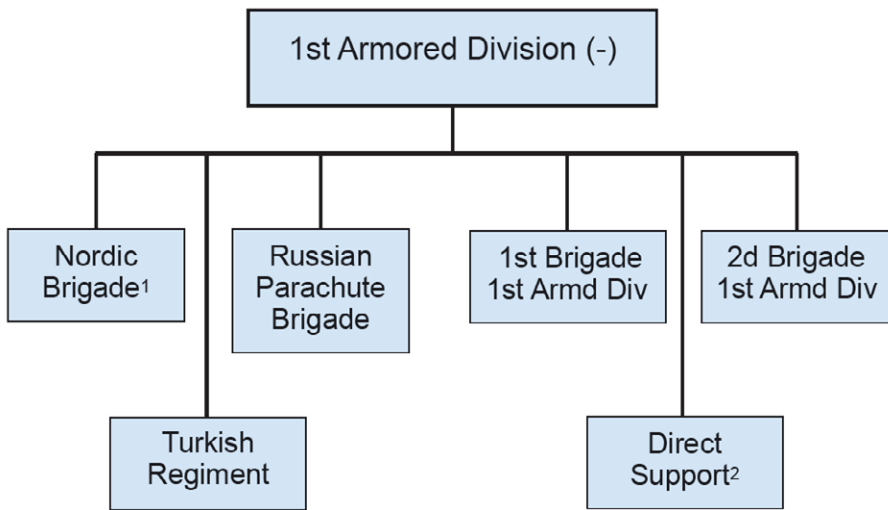 1st Armored Division (-)
Nordic
Brigade¹
Russian
Parachute
Brigade
1st Brigade
1st Armd Div
2d Brigade
1st Armd Div
Turkish
Regiment
Direct
Support²